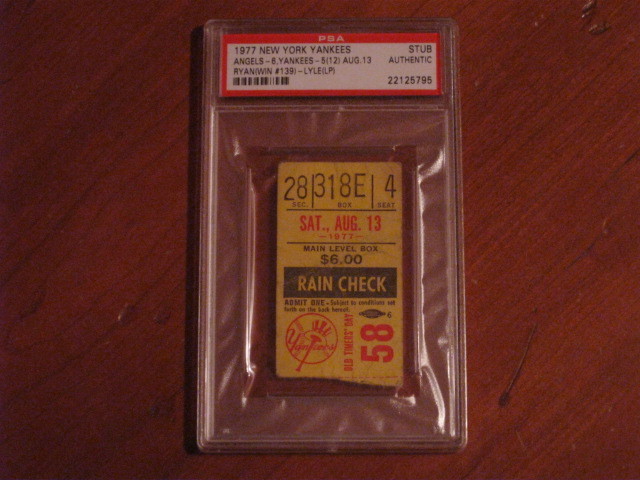 PSA
1977 NEW YORK YANKEES STUB
ANGELS -6,YANKEES -5(12) AUG.13 AUTHENTIC
RYAN(WIN #139)-LYLE(LP)
22125795
28 318E 4
SEC. BOX SEAT
SAT., AUG. 13
-1977-
MAIN LEVEL BOX
$6.00
RAIN CHECK
ADMIT ONE - Subject to conditions set
forth on the back hereof.
Yankees
OLD TIMERS' DAY
58
6